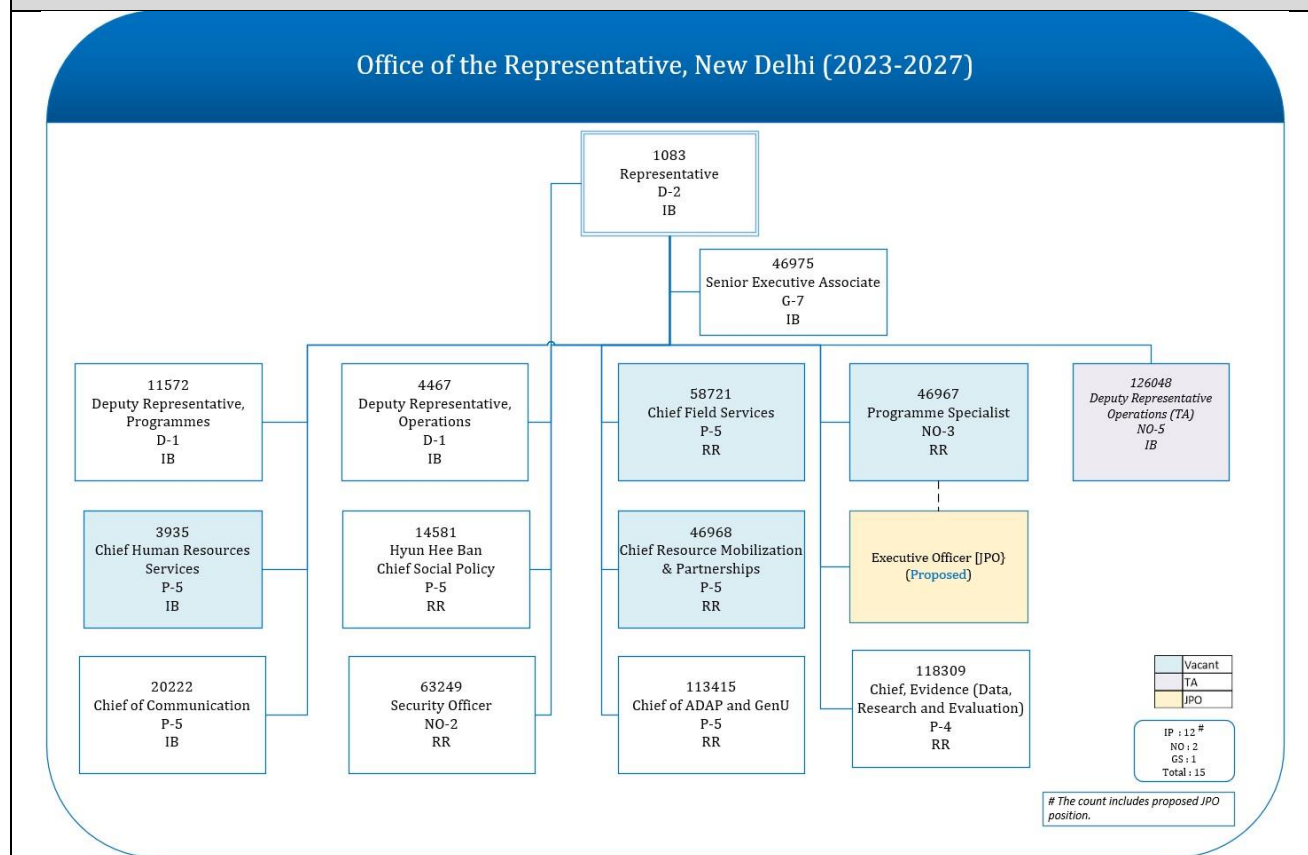 Office of the Representative, New Delhi (2023-2027)
1083
Representative
D-2
IB
46975
Senior Executive Associate
G-7
IB
11572
Deputy Representative,
Programmes
D-1
IB
4467
Deputy Representative,
Operations
D-1
IB
58721
Chief Field Services
P-5
RR
46967
Programme Specialist
NO-3
RR
126048
Deputy Representative
Operations (TA)
NO-5
IB
3935
Chief Human Resources
Services
P-5
IB
14581
Hyun Hee Ban
Chief Social Policy
P-5
RR
46968
Chief Resource Mobilization
& Partnerships
P-5
RR
Executive Officer [JPO}
(Proposed)
20222
Chief of Communication
P-5
IB
63249
Security Officer
NO-2
RR
113415
Chief of ADAP and GenU
P-5
RR
118309
Chief, Evidence (Data,
Research and Evaluation)
P-4
RR
Vacant
TA
JPO
IP : 12 #
NO : 2
GS : 1
Total : 15
# The count includes proposed JPO
position.